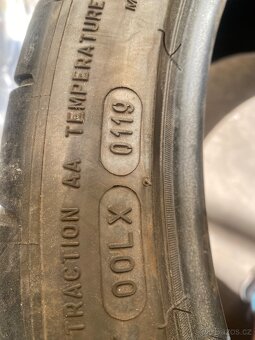 TRACTION AA TEMPERATURE
00LX 0119
M